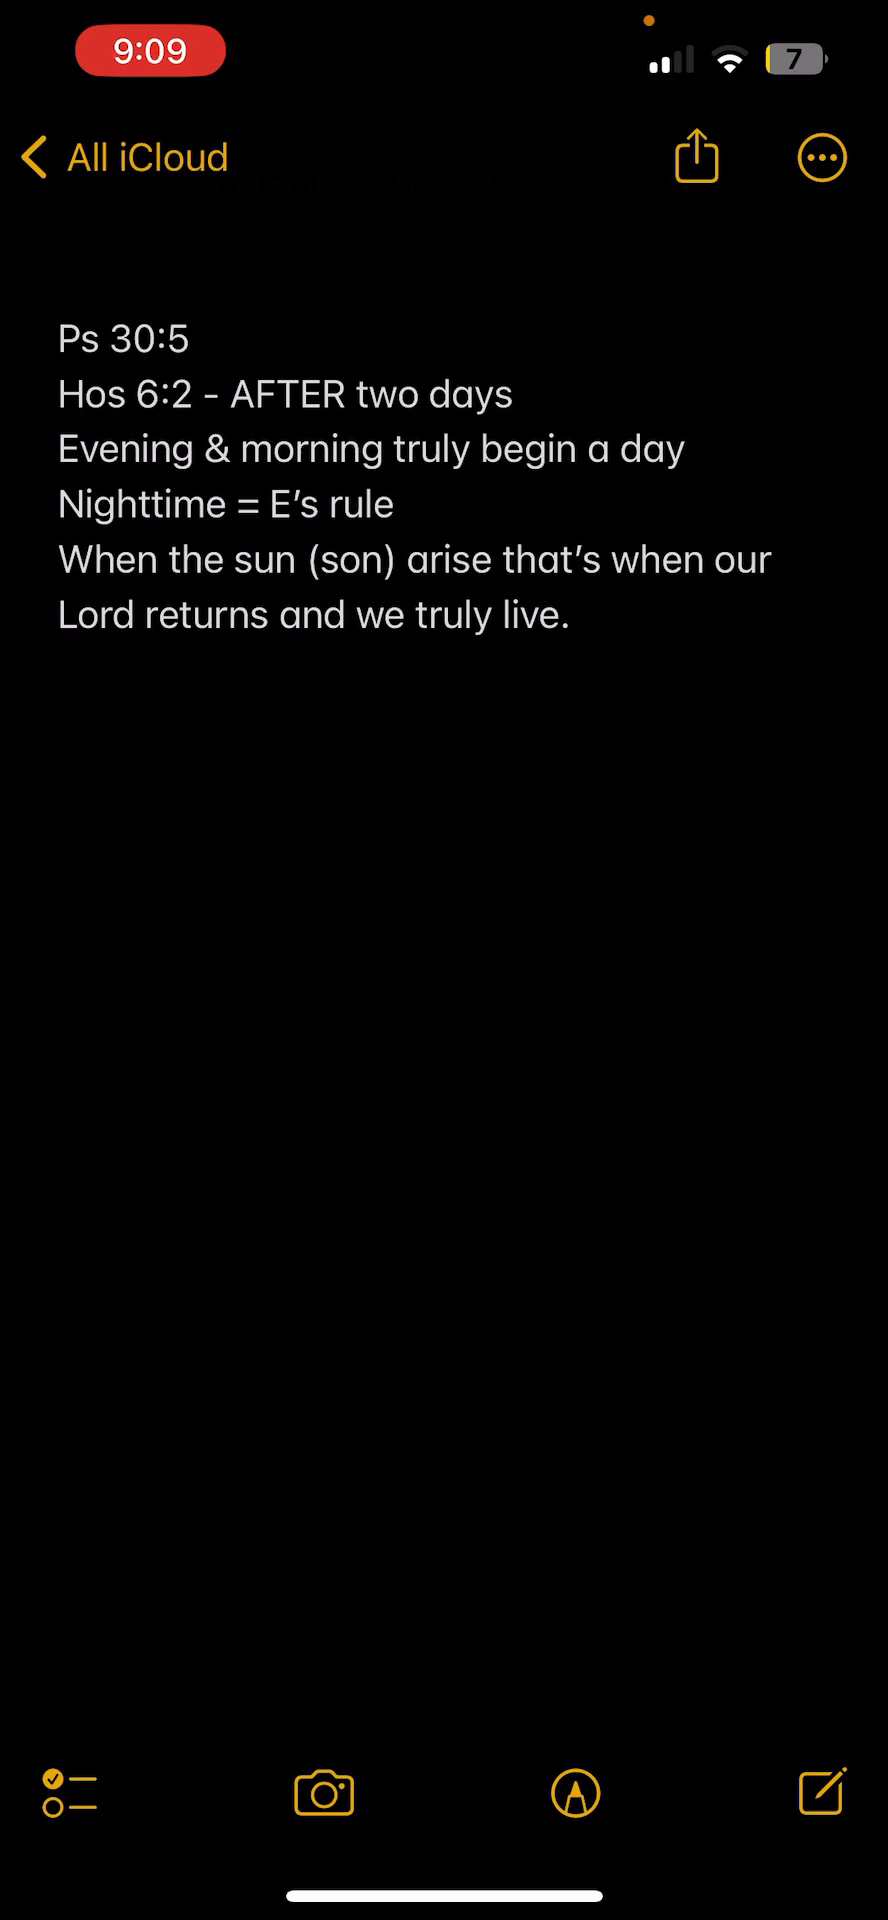 9:09
7
All iCloud
Ps 30:5
Hos 6:2 - AFTER two days
Evening & morning truly begin a day
Nighttime = E’s rule
When the sun (son) arise that’s when our
Lord returns and we truly live.